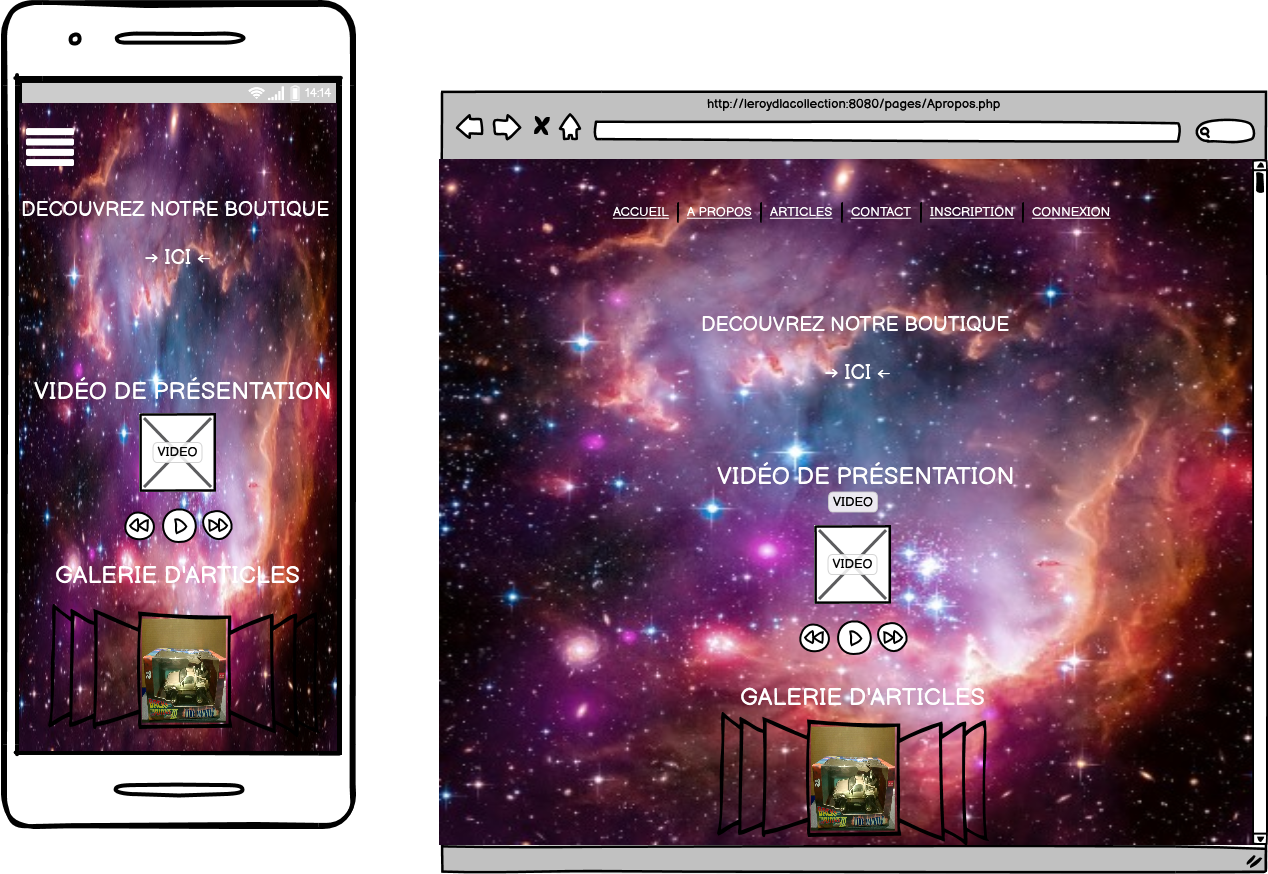 14:14
DECOUVREZ NOTRE BOUTIQUE
→ ICI ←
VIDÉO DE PRÉSENTATION
VIDEO
GALERIE D'ARTICLES
http://leroydlacollection:8080/pages/Apropos.php
ACCUEIL | A PROPOS | ARTICLES | CONTACT | INSCRIPTION | CONNEXION
DECOUVREZ NOTRE BOUTIQUE
→ ICI ←
VIDÉO DE PRÉSENTATION
VIDEO
VIDEO
GALERIE D'ARTICLES